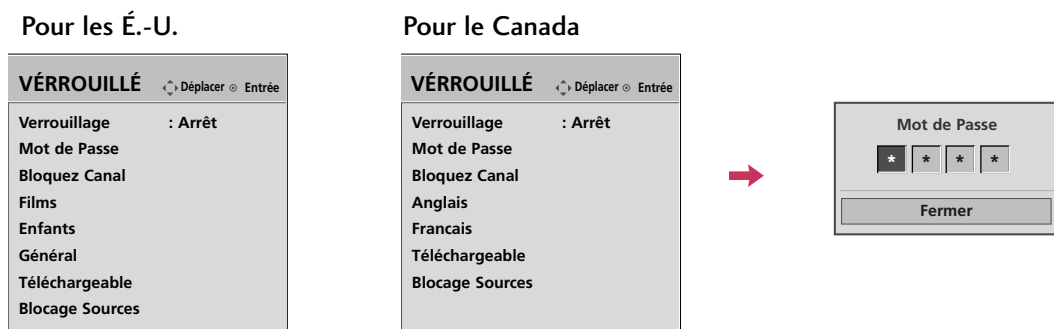 Pour les É.-U.
VÉRROUILLÉ Déplacer Entrée
Verrouillage : Arrêt
Mot de Passe
Bloquez Canal
Films
Enfants
Général
Téléchargeable
Blocage Sources
Pour le Canada
VÉRROUILLÉ Déplacer Entrée
Verrouillage : Arrêt
Mot de Passe
Bloquez Canal
Anglais
Francais
Téléchargeable
Blocage Sources
Mot de Passe
* * * *
Fermer